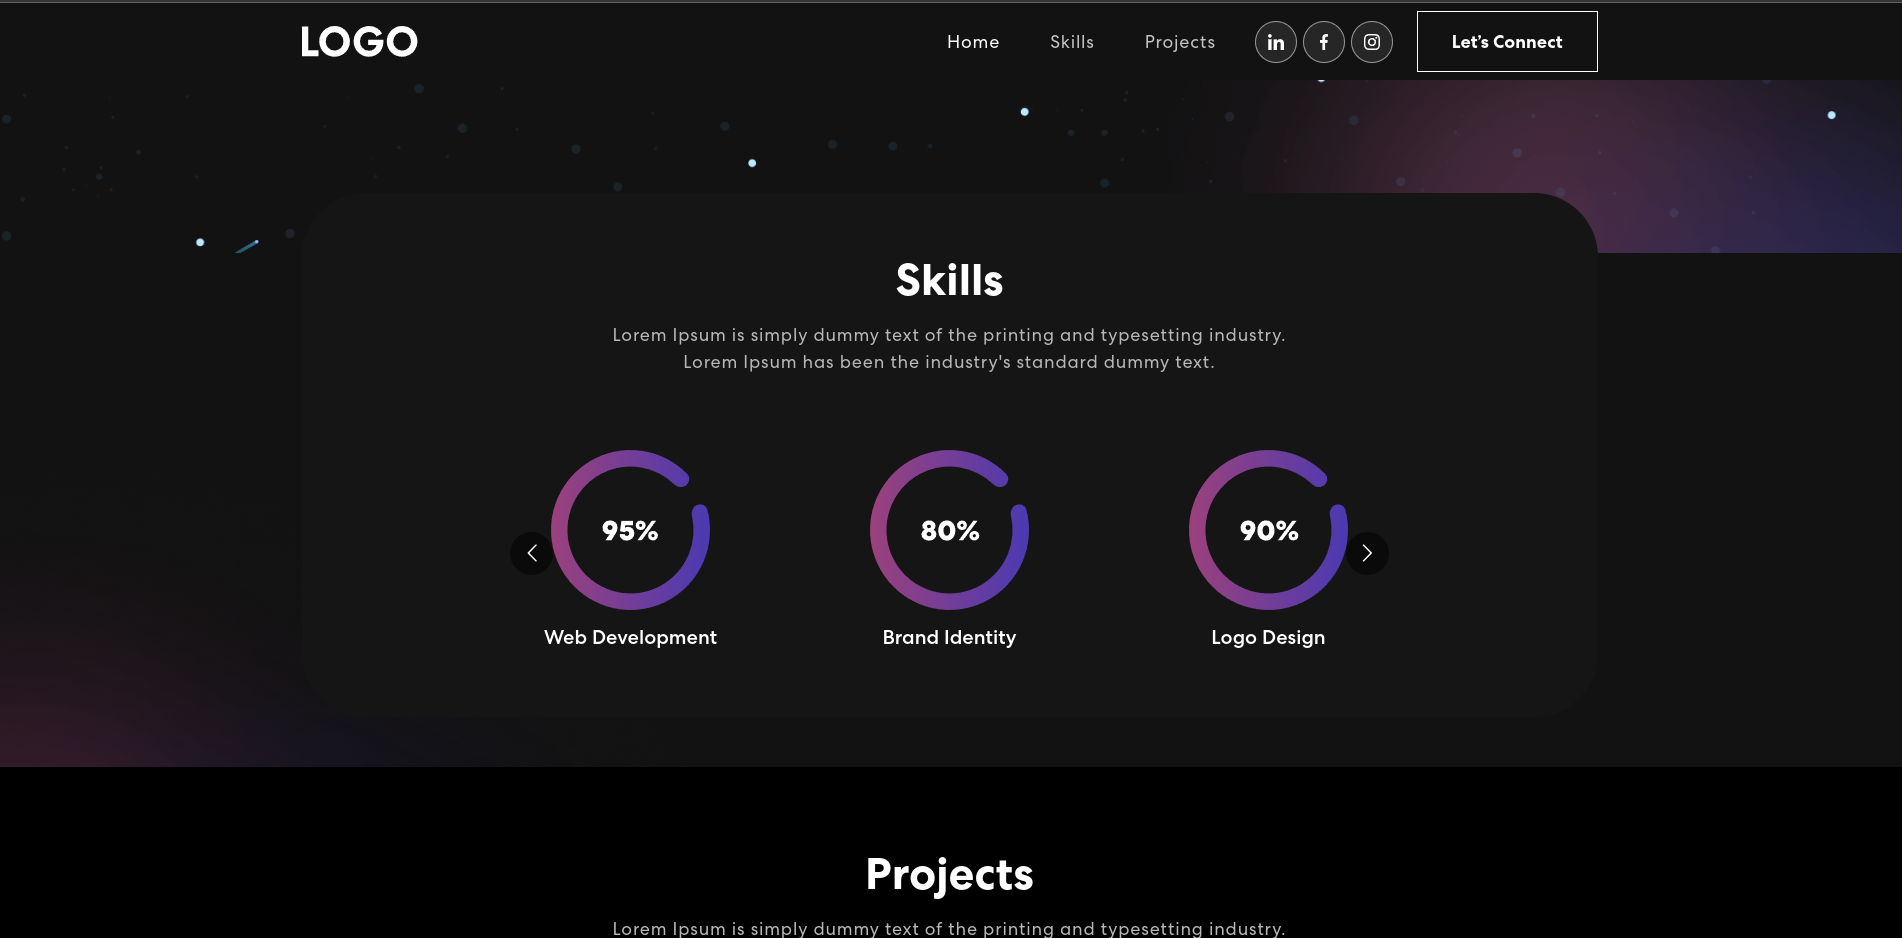 LOGO
Home
Skills
Projects
in
f
Let’s Connect
Skills
Lorem Ipsum is simply dummy text of the printing and typesetting industry.
Lorem Ipsum has been the industry's standard dummy text.
95%
80%
90%
Web Development
Brand Identity
Logo Design
Projects
Lorem Ipsum is simply dummy text of the printing and typesetting industry.